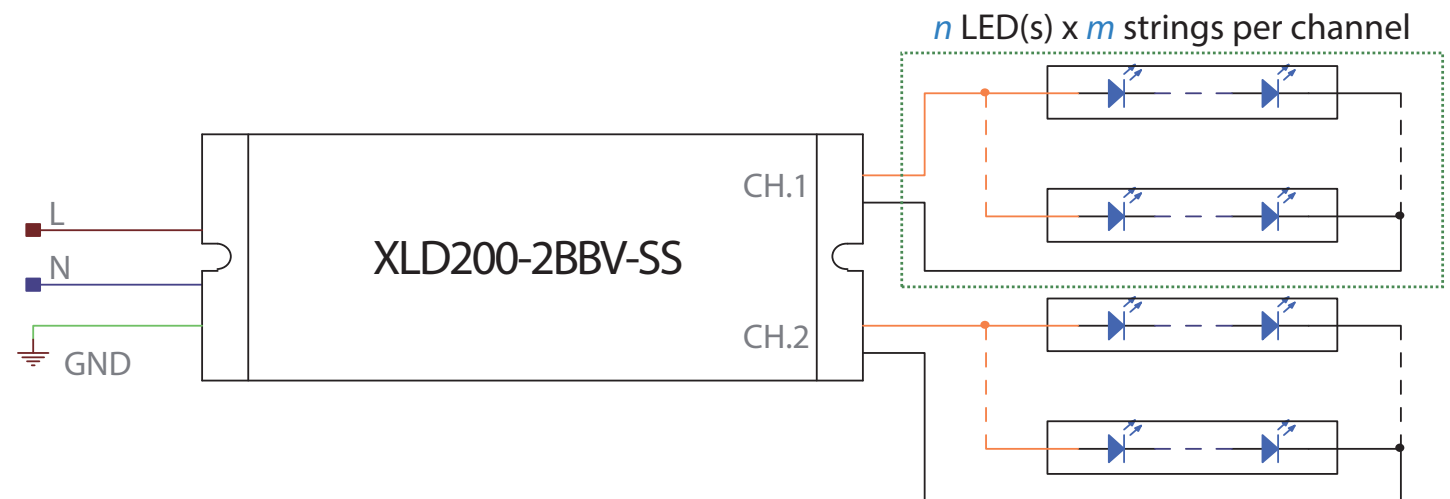 n LED(s) x m strings per channel
CH.1
L
XLD200-2BBV-SS
N
CH.2
GND